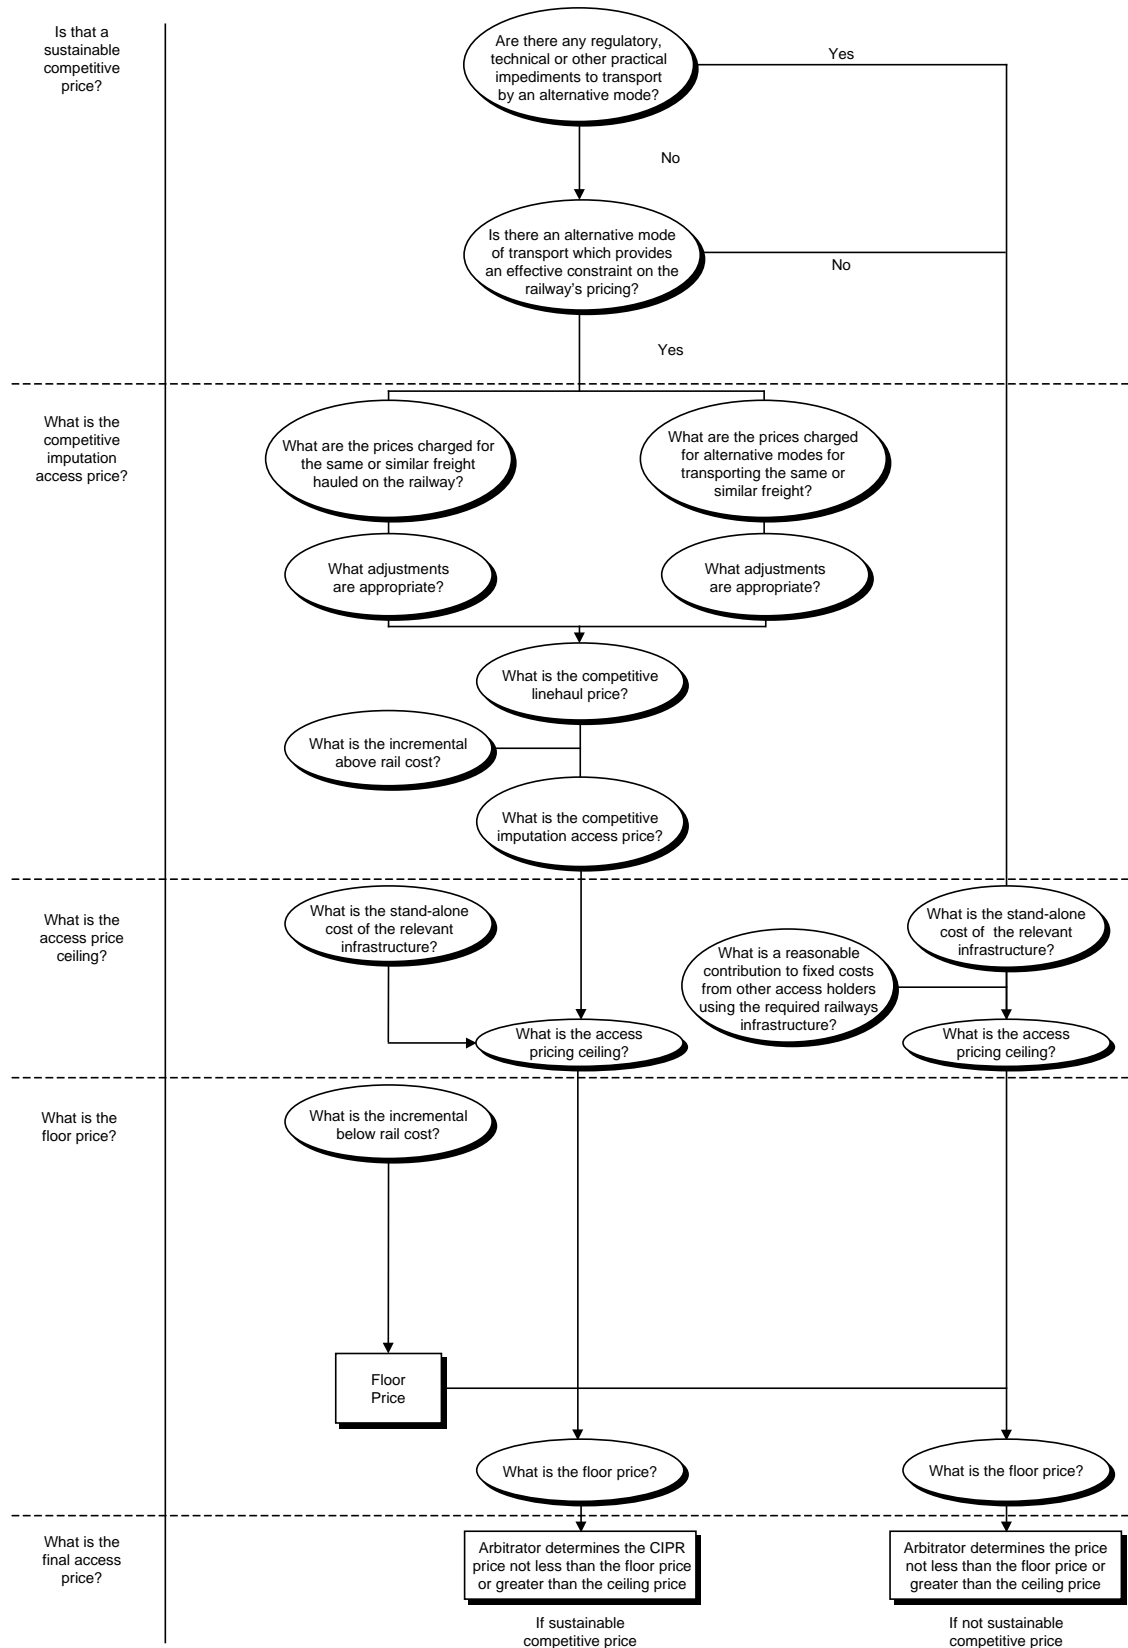 Is that a
sustainable
competitive
price?
Are there any regulatory,
technical or other practical
impediments to transport
by an alternative mode?
Yes
No
Is there an alternative mode
of transport which provides
an effective constraint on the
railway's pricing?
No
Yes
What is the
competitive
imputation
access price?
What are the prices charged for
the same or similar freight
hauled on the railway?
What are the prices charged
for alternative modes for
transporting the same or
similar freight?
What adjustments
are appropriate?
What adjustments
are appropriate?
What is the competitive
linehaul price?
What is the incremental
above rail cost?
What is the competitive
imputation access price?
What is the
access price
ceiling?
What is the stand-alone
cost of the relevant
infrastructure?
What is the stand-alone
cost of  the relevant
infrastructure?
What is a reasonable
contribution to fixed costs
from other access holders
using the required railways
infrastructure?
What is the access
pricing ceiling?
What is the access
pricing ceiling?
What is the
floor price?
What is the incremental
below rail cost?
Floor
Price
What is the floor price?
What is the floor price?
What is the
final access
price?
Arbitrator determines the CIPR
price not less than the floor price
or greater than the ceiling price
Arbitrator determines the price
not less than the floor price or
greater than the ceiling price
If sustainable
competitive price
If not sustainable
competitive price